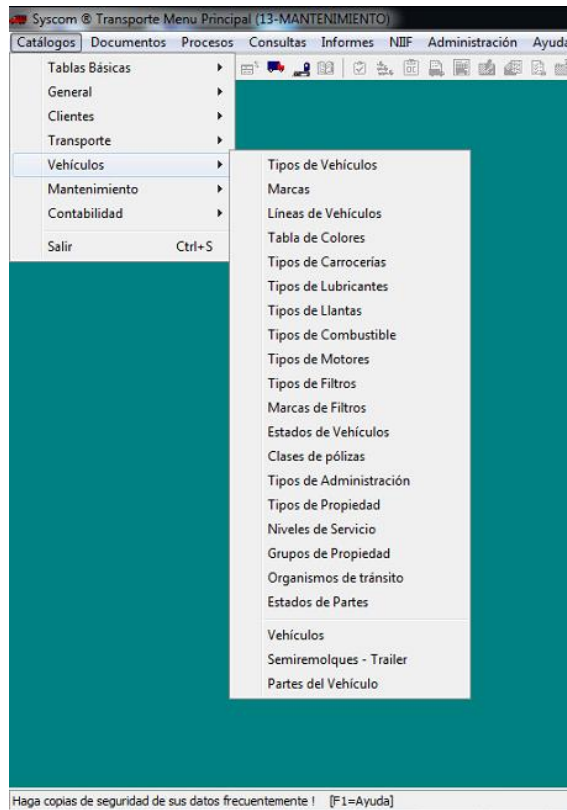 Syscom ® Transporte Menu Principal (13-MANTENIMIENTO)
Catálogos Documentos Procesos Consultas Informes NIIF Administración Ayuda
Tablas Básicas
General
Clientes
Transporte
Vehículos
Mantenimiento
Contabilidad
Salir Ctrl+S
Tipos de Vehículos
Marcas
Líneas de Vehículos
Tabla de Colores
Tipos de Carrocerías
Tipos de Lubricantes
Tipos de Llantas
Tipos de Combustible
Tipos de Motores
Tipos de Filtros
Marcas de Filtros
Estados de Vehículos
Clases de pólizas
Tipos de Administración
Tipos de Propiedad
Niveles de Servicio
Grupos de Propiedad
Organismos de tránsito
Estados de Partes
Vehículos
Semiremolques - Trailer
Partes del Vehículo
Haga copias de seguridad de sus datos frecuentemente ! [F1=Ayuda]